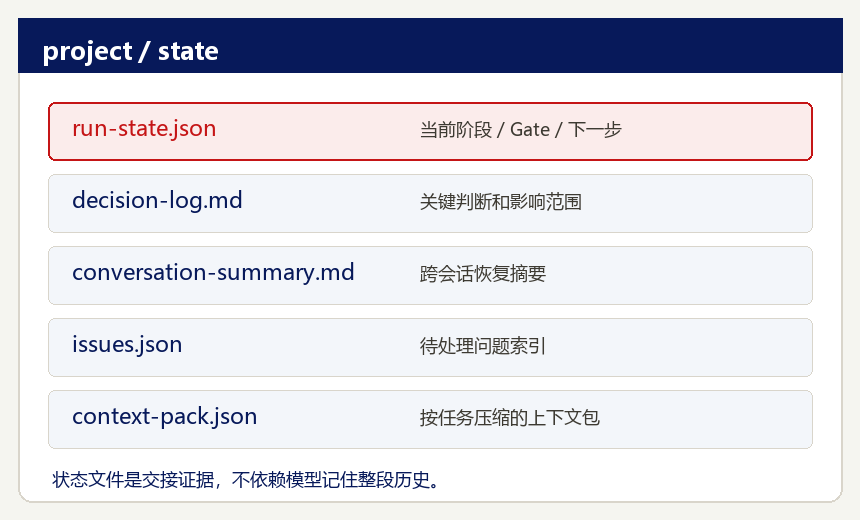 project / state
run-state.json 当前阶段 / Gate / 下一步
decision-log.md 关键判断和影响范围
conversation-summary.md 跨会话恢复摘要
issues.json 待处理问题索引
context-pack.json 按任务压缩的上下文包
状态文件是交接证据，不依赖模型记住整段历史。